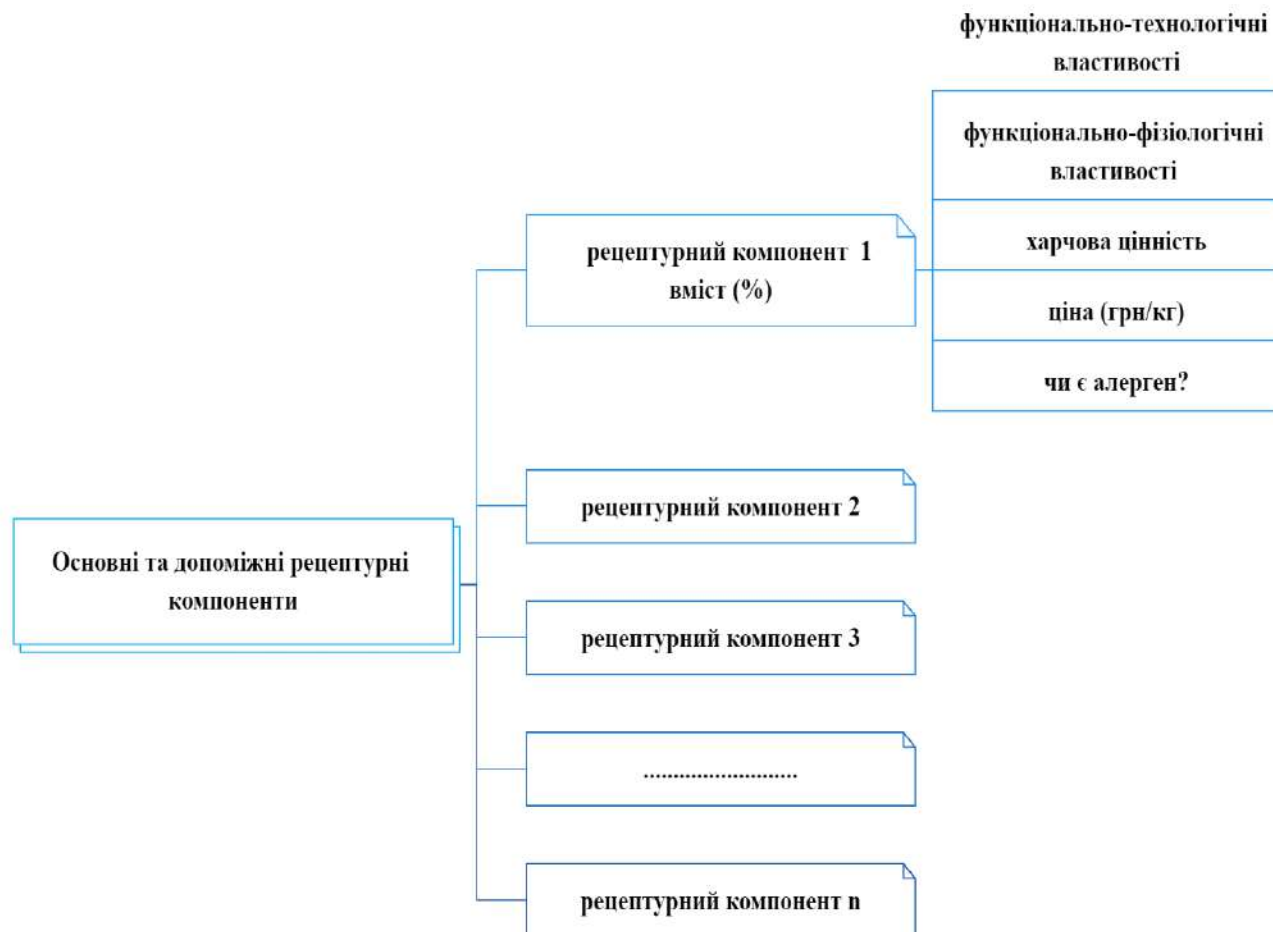 функціонально-технологічні
властивості
функціонально-фізіологічні
властивості
рецептурний компонент 1
вміст (%)
харчова цінність
ціна (грн/кг)
чи є алерген?
рецептурний компонент 2
Основні та допоміжні рецептурні
компоненти
рецептурний компонент 3
..........................
рецептурний компонент n